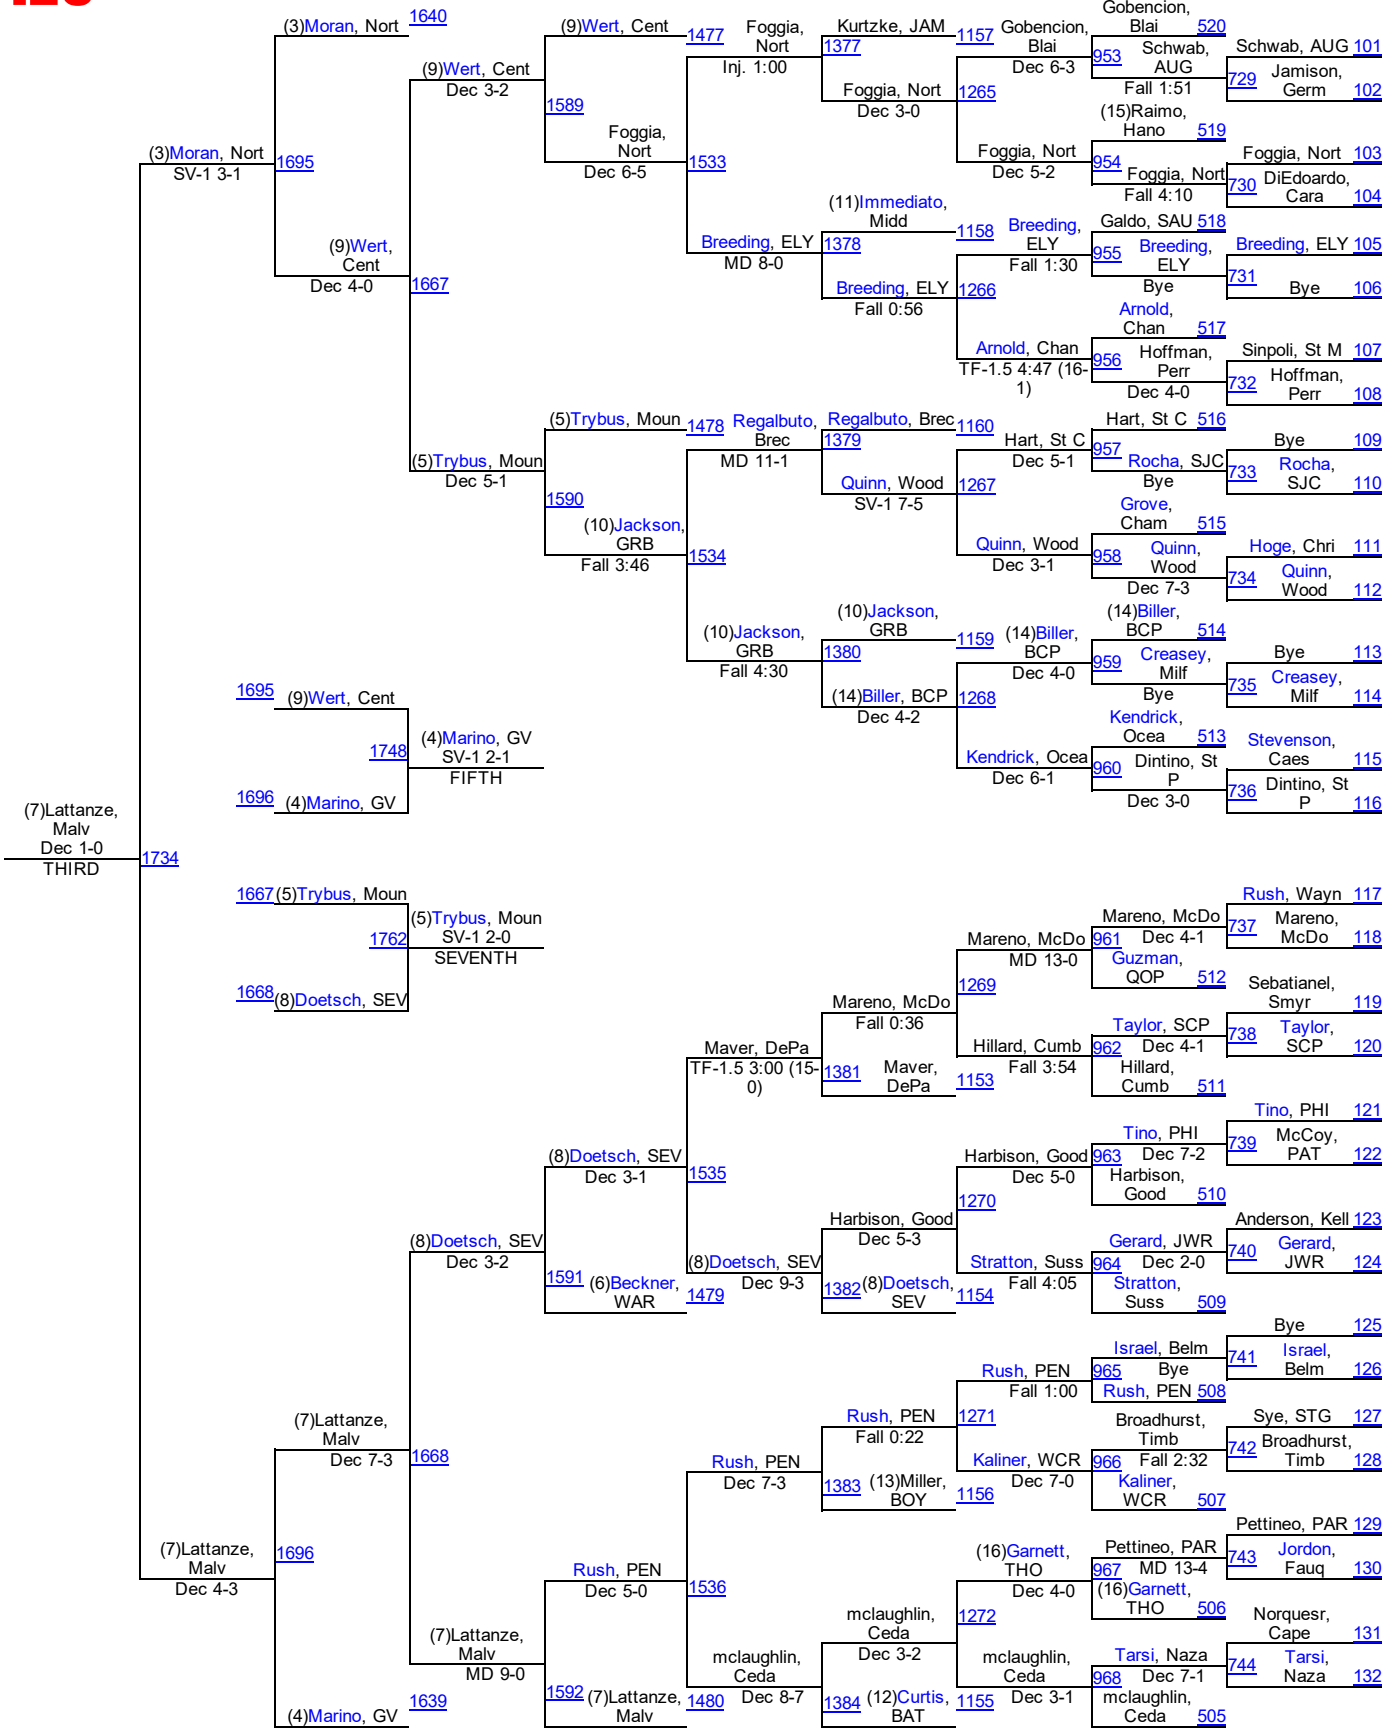 (3)Moran, Nort 1640
(9)Wert, Cent 1477
Foggia,
Nort
Inj. 1:00
Kurtzke, JAM 1157
1377
Gobencion,
Blai
Dec 6-3
Gobencion,
Blai 520
953 Schwab,
AUG
Fall 1:51
Schwab, AUG 101
729 Jamison,
Germ 102
(9)Wert, Cent
Dec 3-2
1589
Foggia, Nort
Dec 3-0
1265
(15)Raimo,
Hano 519
Foggia,
Nort
Dec 6-5
1533
(3)Moran, Nort
SV-1 3-1
1695
Foggia, Nort
Dec 5-2
954 Foggia, Nort
Fall 4:10
Foggia, Nort 103
730 DiEdoardo,
Cara 104
(11)Immediato,
Midd 1158
Breeding,
ELY
Fall 1:30
Galdo, SAU 518
955 Breeding,
ELY
Bye
Breeding, ELY 105
731
Bye 106
(9)Wert,
Cent
Dec 4-0
1667
Breeding, ELY
MD 8-0
1378
Breeding, ELY
Fall 0:56
1266
Arnold,
Chan 517
Arnold, Chan
TF-1.5 4:47 (16-
1)
956 Hoffman,
Perr
Dec 4-0
Sinpoli, St M 107
732 Hoffman,
Perr 108
(5)Trybus, Moun 1478
Regalbuto,
Brec
MD 11-1
Regalbuto, Brec 1160
1379
Hart, St C
Dec 5-1
Hart, St C 516
957 Rocha, SJC
Bye
Bye 109
733 Rocha,
SJC 110
(5)Trybus, Moun
Dec 5-1
1590
Quinn, Wood
SV-1 7-5
1267
Grove,
Cham 515
(10)Jackson,
GRB
Fall 3:46
1534
Quinn, Wood
Dec 3-1
958 Quinn,
Wood
Dec 7-3
Hoge, Chri 111
734 Quinn,
Wood 112
(10)Jackson,
GRB 1159
(10)Jackson,
GRB
Fall 4:30
1380
(14)Biller,
BCP
Dec 4-0
(14)Biller,
BCP 514
959 Creasey,
Milf
Bye
Bye 113
735 Creasey,
Milf 114
1695 (9)Wert, Cent
(14)Biller, BCP
Dec 4-2
1268
Kendrick,
Ocea 513
1748
(4)Marino, GV
SV-1 2-1
FIFTH
Kendrick, Ocea
Dec 6-1
960 Dintino, St
P
Dec 3-0
Stevenson,
Caes 115
736 Dintino, St
P 116
1696 (4)Marino, GV
(7)Lattanze,
Malv
Dec 1-0
THIRD
1734
1667 (5)Trybus, Moun
1762
(5)Trybus, Moun
SV-1 2-0
SEVENTH
1668 (8)Doetsch, SEV
Rush, Wayn 117
Mareno, McDo
Dec 4-1
737 Mareno,
McDo 118
Mareno, McDo
MD 13-0
961
Guzman,
QOP 512
1269
Mareno, McDo
Fall 0:36
Sebatianel,
Smyr 119
Taylor, SCP
Dec 4-1
738 Taylor,
SCP 120
Hillard, Cumb
Fall 3:54
962
Hillard,
Cumb 511
Maver, DePa
TF-1.5 3:00 (15-
0)
1381 Maver,
DePa 1153
Tino, PHI 121
Tino, PHI
Dec 7-2
739 McCoy,
PAT 122
Harbison, Good
Dec 5-0
963
Harbison,
Good 510
(8)Doetsch, SEV
Dec 3-1
1535
1270
Harbison, Good
Dec 5-3
Anderson, Kell 123
Gerard, JWR
Dec 2-0
740 Gerard,
JWR 124
(8)Doetsch, SEV
Dec 3-2
(8)Doetsch, SEV
Dec 9-3
Stratton, Suss
Fall 4:05
964
Stratton,
Suss 509
1591 (6)Beckner,
WAR 1479
1382 (8)Doetsch,
SEV 1154
Bye 125
Israel, Belm
Bye
741 Israel,
Belm 126
Rush, PEN
Fall 1:00
965
Rush, PEN 508
Rush, PEN
Fall 0:22
1271
(7)Lattanze,
Malv
Dec 7-3
1668
Broadhurst,
Timb
Fall 2:32
Sye, STG 127
742 Broadhurst,
Timb 128
Rush, PEN
Dec 7-3
Kaliner, WCR
Dec 7-0
966
Kaliner,
WCR 507
1383 (13)Miller,
BOY 1156
Pettineo, PAR 129
Pettineo, PAR
MD 13-4
743 Jordon,
Fauq 130
(16)Garnett,
THO
Dec 4-0
967
(16)Garnett,
THO 506
(7)Lattanze,
Malv
Dec 4-3
1696
Rush, PEN
Dec 5-0
1536
mclaughlin,
Ceda
Dec 3-2
1272
Norquesr,
Cape 131
Tarsi, Naza
Dec 7-1
744 Tarsi,
Naza 132
(7)Lattanze,
Malv
MD 9-0
mclaughlin,
Ceda
Dec 8-7
mclaughlin,
Ceda
Dec 3-1
968
mclaughlin,
Ceda 505
(4)Marino, GV 1639
1592 (7)Lattanze,
Malv 1480
1384 (12)Curtis,
BAT 1155